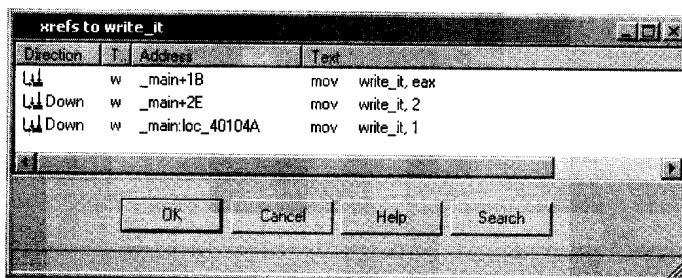 xrefs to write_it
Direction T. Address Text
w _main+1B mov write_it, eax
Down w _main+2E mov write_it, 2
Down w _main:loc_40104A mov write_it, 1
OK Cancel Help Search